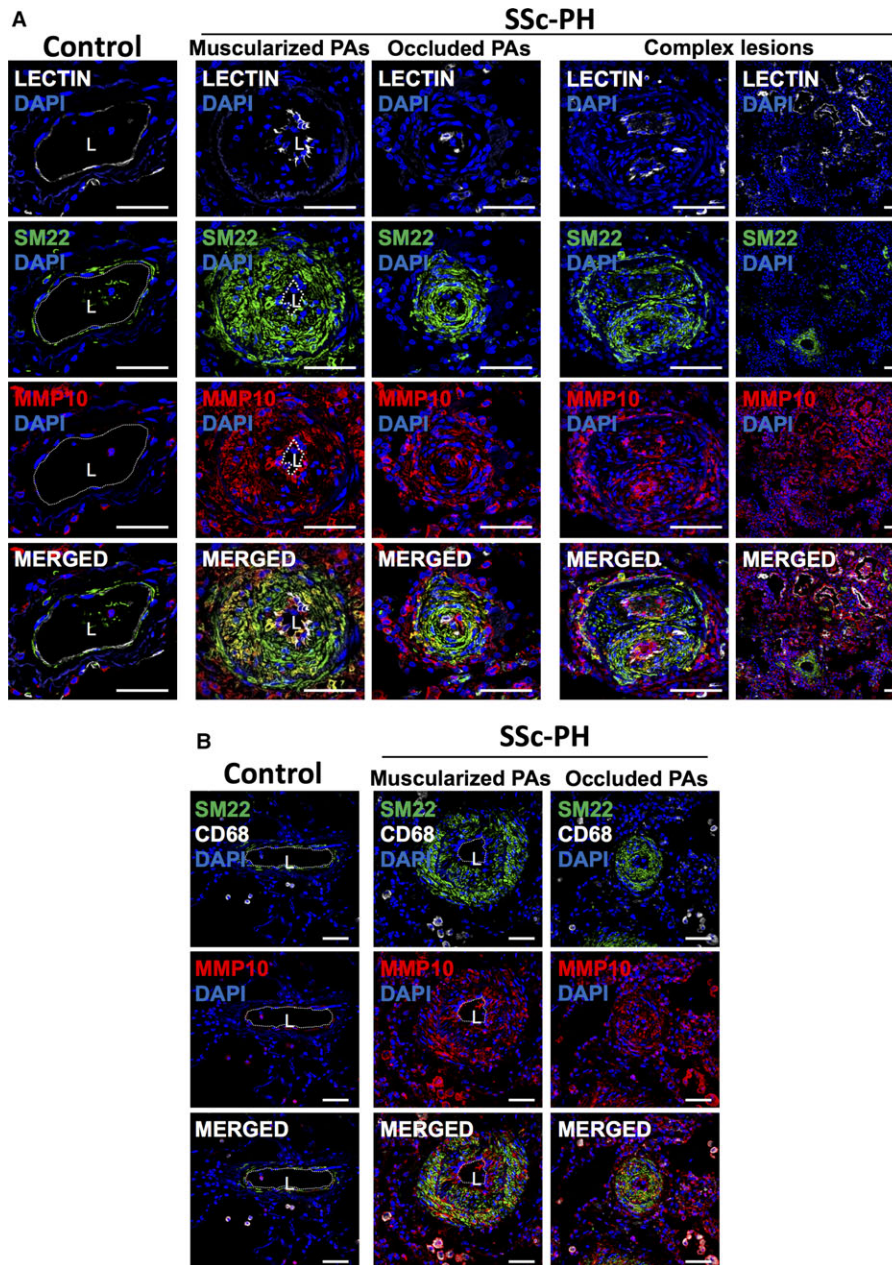 A
SSc-PH
Control
Muscularized PAs
Occluded PAs
Complex lesions
LECTIN
DAPI
L
LECTIN
DAPI
L
LECTIN
DAPI
LECTIN
DAPI
LECTIN
DAPI
SM22
DAPI
L
SM22
DAPI
L
SM22
DAPI
SM22
DAPI
SM22
DAPI
MMP10
DAPI
L
MMP10
DAPI
L
MMP10
DAPI
MMP10
DAPI
MMP10
DAPI
MERGED
L
MERGED
L
MERGED
MERGED
MERGED
B
SSc-PH
Control
Muscularized PAs
Occluded PAs
SM22
CD68
DAPI
L
SM22
CD68
DAPI
L
SM22
CD68
DAPI
MMP10
DAPI
L
MMP10
DAPI
L
MMP10
DAPI
MERGED
L
MERGED
L
MERGED